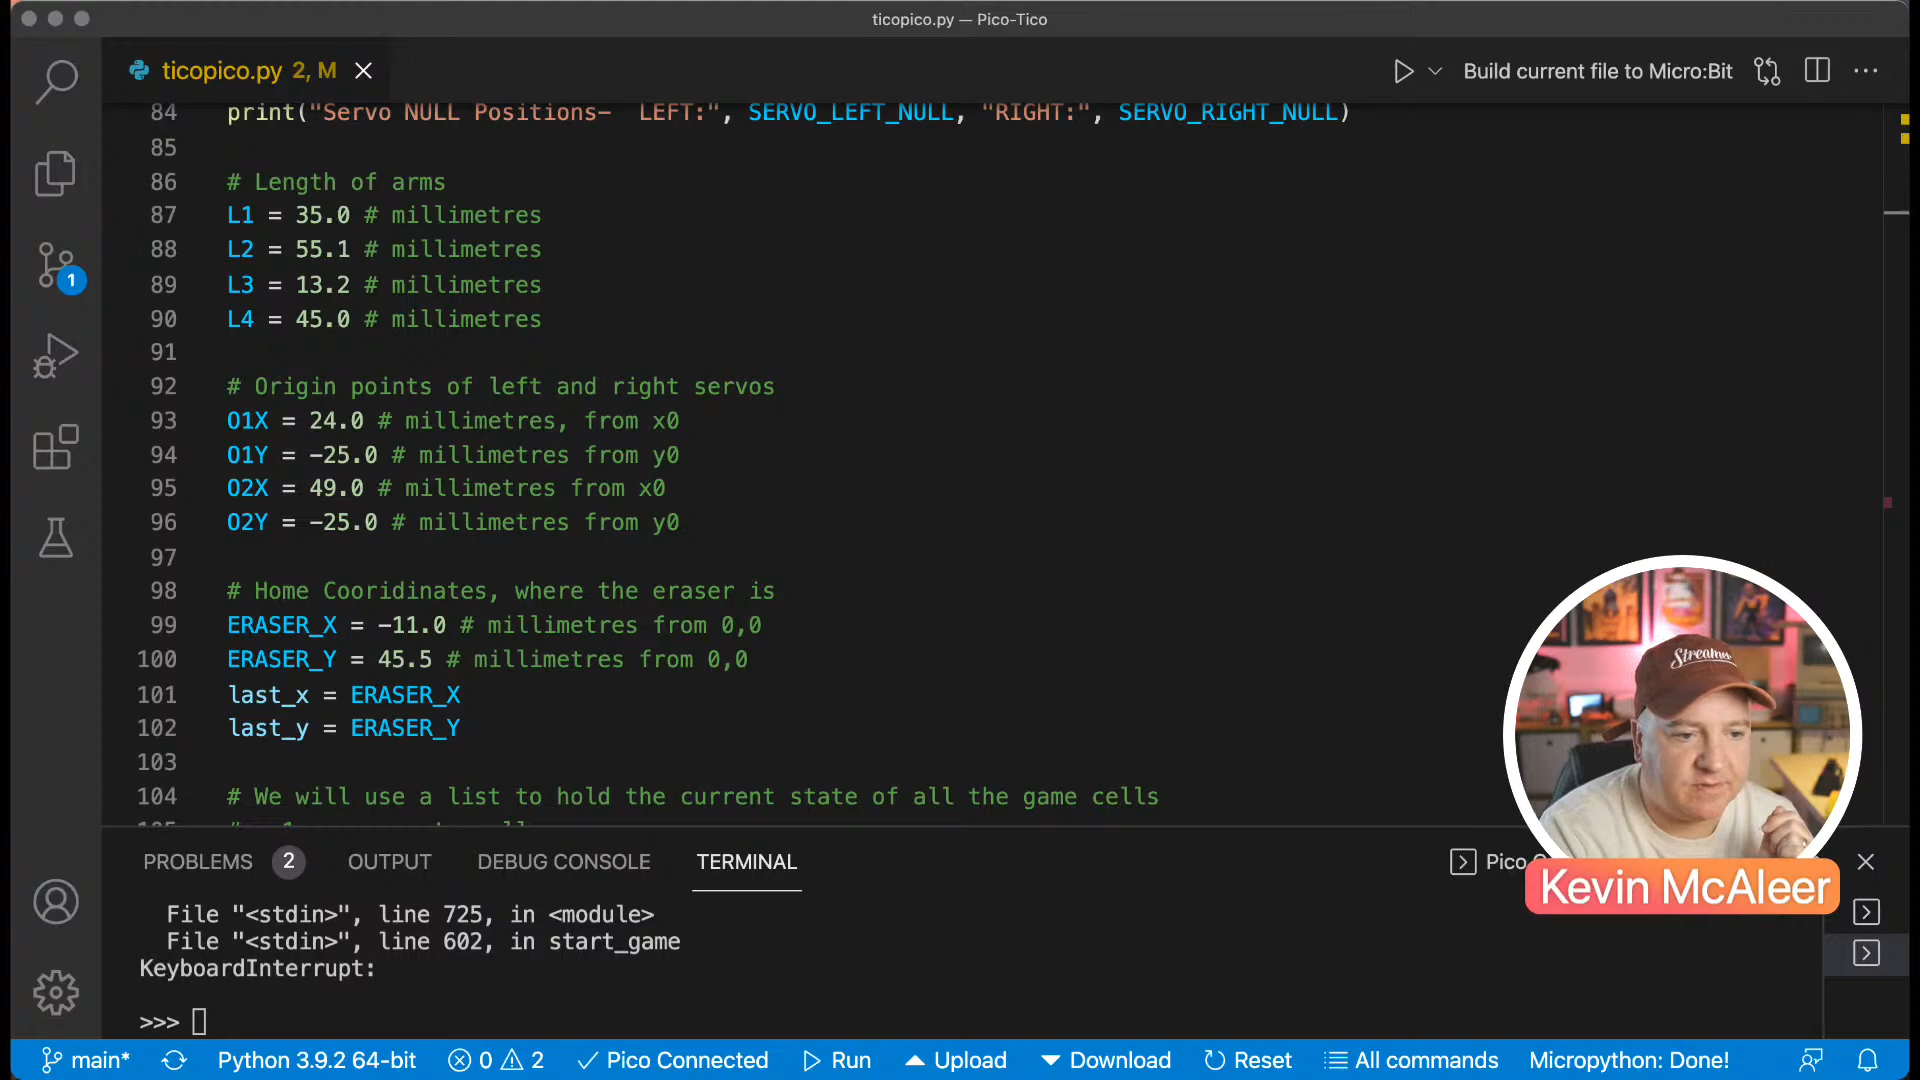 ticopico.py — Pico-Tico
ticopico.py 2, M
Build current file to Micro:Bit
84 print("Servo NULL Positions-  LEFT:", SERVO_LEFT_NULL, "RIGHT:", SERVO_RIGHT_NULL)
85
86 # Length of arms
87 L1 = 35.0 # millimetres
88 L2 = 55.1 # millimetres
89 L3 = 13.2 # millimetres
90 L4 = 45.0 # millimetres
91
92 # Origin points of left and right servos
93 O1X = 24.0 # millimetres, from x0
94 O1Y = -25.0 # millimetres from y0
95 O2X = 49.0 # millimetres from x0
96 O2Y = -25.0 # millimetres from y0
97
98 # Home Cooridinates, where the eraser is
99 ERASER_X = -11.0 # millimetres from 0,0
100 ERASER_Y = 45.5 # millimetres from 0,0
101 last_x = ERASER_X
102 last_y = ERASER_Y
103
104 # We will use a list to hold the current state of all the game cells
1
Streamer
Kevin McAleer
PROBLEMS 2 OUTPUT DEBUG CONSOLE TERMINAL
Pico
File "<stdin>", line 725, in <module>
File "<stdin>", line 602, in start_game
KeyboardInterrupt:
>>>
main* Python 3.9.2 64-bit 0 2 Pico Connected Run Upload Download Reset All commands Micropython: Done!